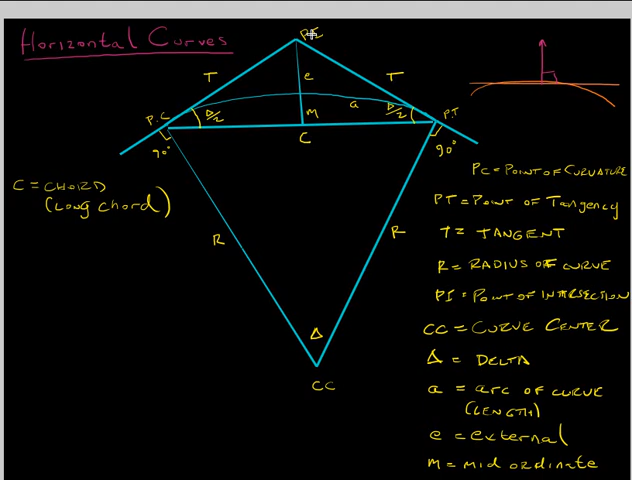 Horizontal Curves
PI
T
T
e
P.C
Δ/2
M
a
Δ/2
P.T
90°
C
90°
C = CHORD
(Long chord)
R
R
Δ
CC
PC = POINT OF CURVATURE
PT = Point of Tangency
T = TANGENT
R = RADIUS OF CURVE
PI = POINT OF INTERSECTION
CC = CURVE CENTER
Δ = DELTA
a = arc OF CURVE
(LENGTH)
e = external
m = mid ordinate